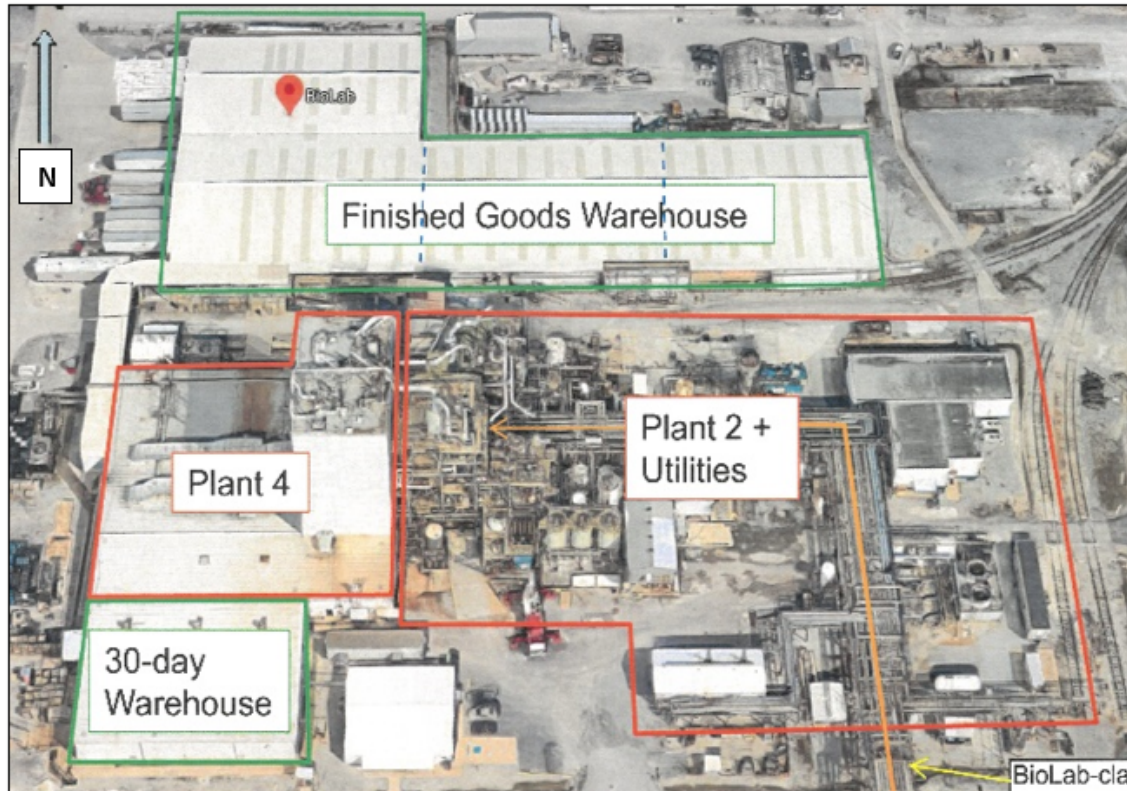 N
BioLab
Finished Goods Warehouse
Plant 2 +
Utilities
Plant 4
30-day
Warehouse
BioLab-cla